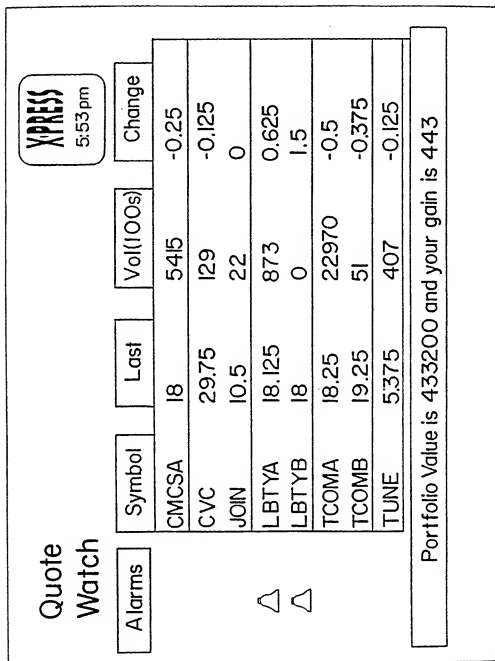 Quote
Watch
X·PRESS
5:53 pm
Alarms Symbol Last Vol(100s) Change
CMCSA 18 5415 -0.25
CVC 29.75 129 -0.125
JOIN 10.5 22 0
LBTYA 18.125 873 0.625
LBTYB 18 0 1.5
TCOMA 18.25 22970 -0.5
TCOMB 19.25 51 -0.375
TUNE 5.375 407 -0.125
Portfolio Value is 433200 and your gain is 443